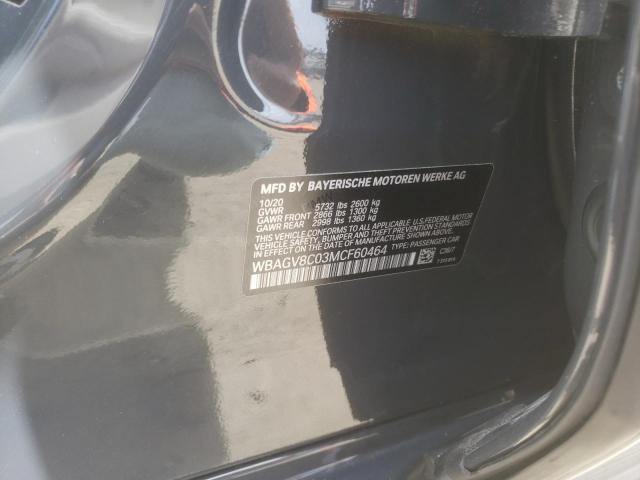 MFD BY BAYERISCHE MOTOREN WERKE AG
10/20
GVWR 5732 lbs 2600 kg
GAWR FRONT 2866 lbs 1300 kg
GAWR REAR 2998 lbs 1360 kg
THIS VEHICLE CONFORMS TO ALL APPLICABLE U.S.FEDERAL MOTOR
VEHICLE SAFETY, BUMPER, AND THEFT PREVENTION STANDARDS
IN EFFECT ON THE DATE OF MANUFACTURE SHOWN ABOVE.
WBAGV8C03MCF60464 TYPE: PASSENGER CAR